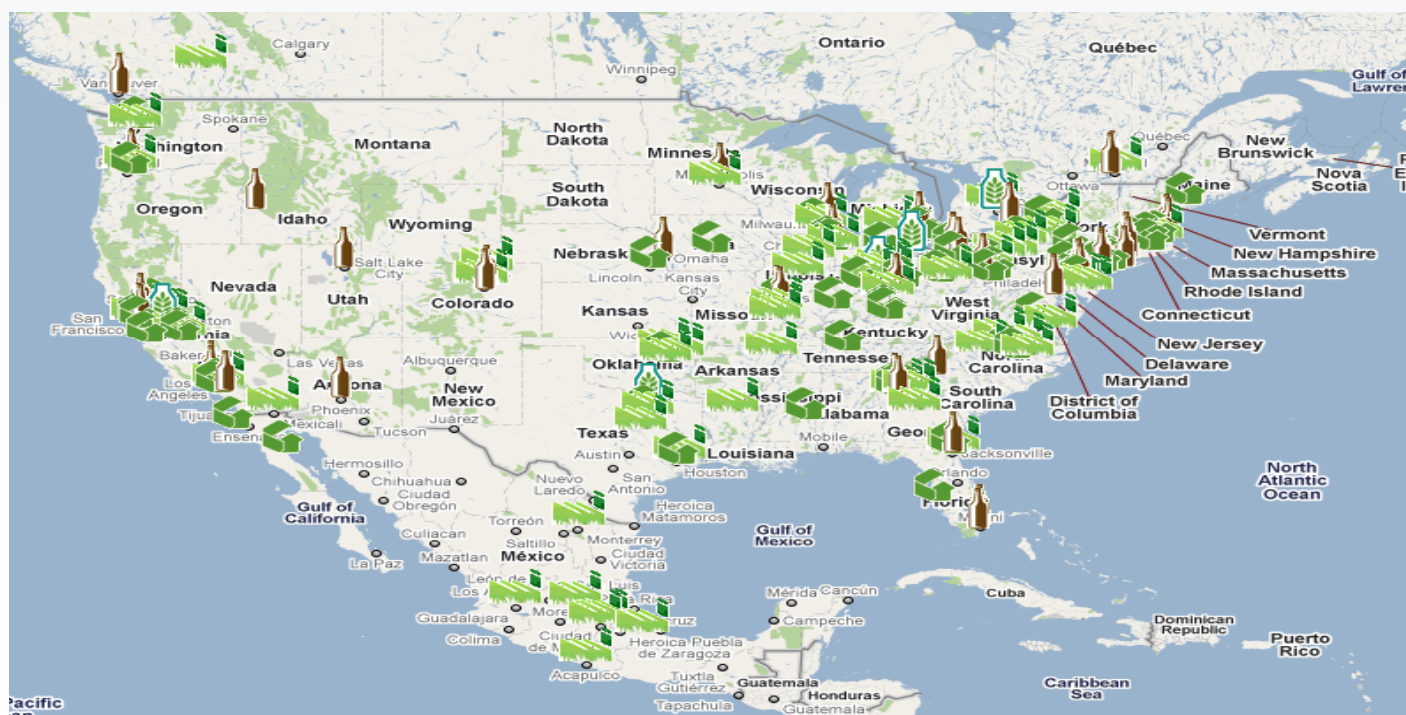 Calgary
Ontario
Québec
Winnipeg
Gulf of
Spokane
North
Dakota
Montana
Québec
New
Brunswick
Nova
Scotia
Ottawa
Maine
South
Dakota
Wisconsin
Oregon
Idaho
Wyoming
Vermont
New Hampshire
Massachusetts
Rhode Island
Connecticut
New Jersey
Delaware
Maryland
District of
Columbia
Nebraska
Omaha
Lincoln
Kansas
City
Salt Lake
City
Nevada
Utah
Colorado
Kansas
San
Francisco
West
Virginia
Kentucky
Las Vegas
Albuquerque
Oklahoma
Arkansas
Tennessee
North
Carolina
South
Carolina
Los
Angeles
New
Mexico
Phoenix
Mexicali
Tucson
Juárez
Texas
Austin
San
Antonio
Houston
Louisiana
Mobile
Jacksonville
Orlando
Hermosillo
Chihuahua
Ciudad
Obregón
Nuevo
Laredo
Heroica
Matamoros
Gulf of
California
Gulf of
Mexico
North
Atlantic
Ocean
Torreón
Saltillo
Monterrey
Culiacan
Mazatlan
La Paz
México
Ciudad
Victoria
Guadalajara
Colima
Ciudad
Heroica Puebla
de Zaragoza
Acapulco
Tuxtla
Gutiérrez
Tapachula
Mérida
Cancún
Campeche
Cuba
Dominican
Republic
Puerto
Rico
Guatemala
Guatemala
Honduras
Caribbean
Sea
Pacific